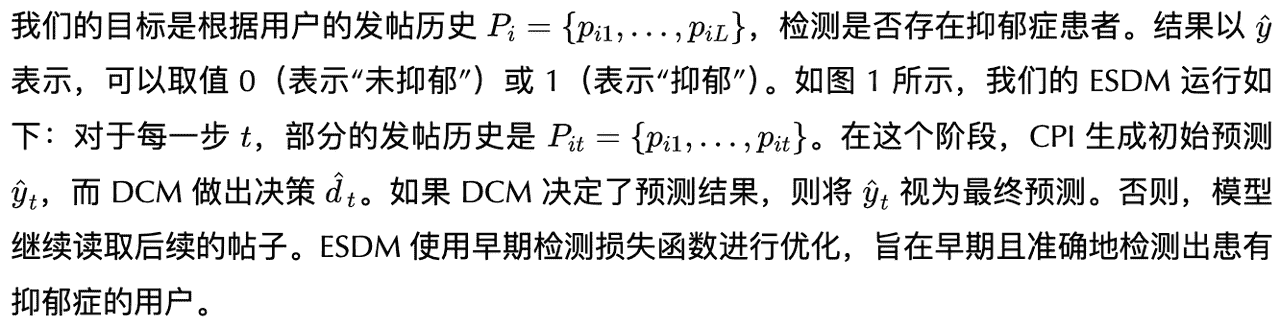 我们的目标是根据用户的发帖历史 $P_i = \{p_{i1}, \ldots, p_{iL}\}$，检测是否存在抑郁症患者。结果以 $\hat{y}$
表示，可以取值 0（表示“未抑郁”）或 1（表示“抑郁”）。如图 1 所示，我们的 ESDM 运行如
下：对于每一步 $t$，部分的发帖历史是 $P_{it} = \{p_{i1}, \ldots, p_{it}\}$。在这个阶段，CPI 生成初始预测
$\hat{y}_t$，而 DCM 做出决策 $\hat{d}_t$。如果 DCM 决定了预测结果，则将 $\hat{y}_t$ 视为最终预测。否则，模型
继续读取后续的帖子。ESDM 使用早期检测损失函数进行优化，旨在早期且准确地检测出患有
抑郁症的用户。